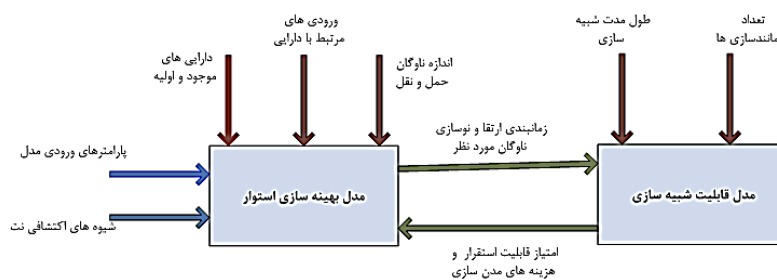 تعداد
مانندسازی ها
طول مدت شبیه
سازی
ورودی های
مرتبط با دارایی
دارایی های
موجود و اولیه
اندازه ناوگان
حمل و نقل
زمانبندی ارتقا و نوسازی
ناوگان مورد نظر
پارامترهای ورودی مدل
مدل قابلیت شبیه سازی
مدل بهینه سازی استوار
شیوه های اکتشافی نت
امتیاز قابلیت استقرار و
هزینه های مدن سازی